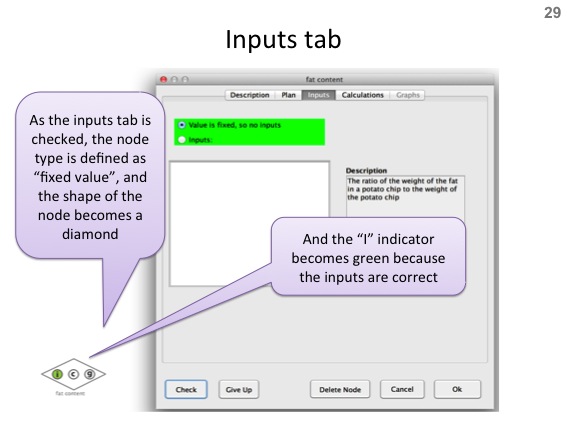 29
Inputs tab
fat content
Description Plan Inputs Calculations Graphs
As the inputs tab is
checked, the node
type is defined as
“fixed value”, and
the shape of the
node becomes a
diamond
Value is fixed, so no inputs
Inputs:
Description
The ratio of the weight of the fat
in a potato chip to the weight of
the potato chip
And the “I” indicator
becomes green because
the inputs are correct
i c g
fat content
Check Give Up Delete Node Cancel Ok